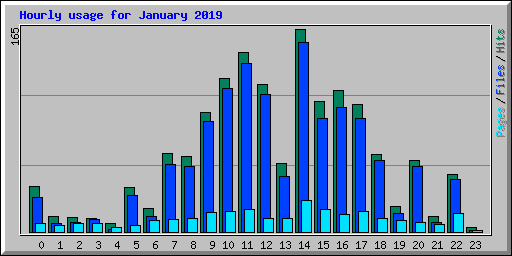 Hourly usage for January 2019
165
Pages/Files/Hits
0 1 2 3 4 5 6 7 8 9 10 11 12 13 14 15 16 17 18 19 20 21 22 23